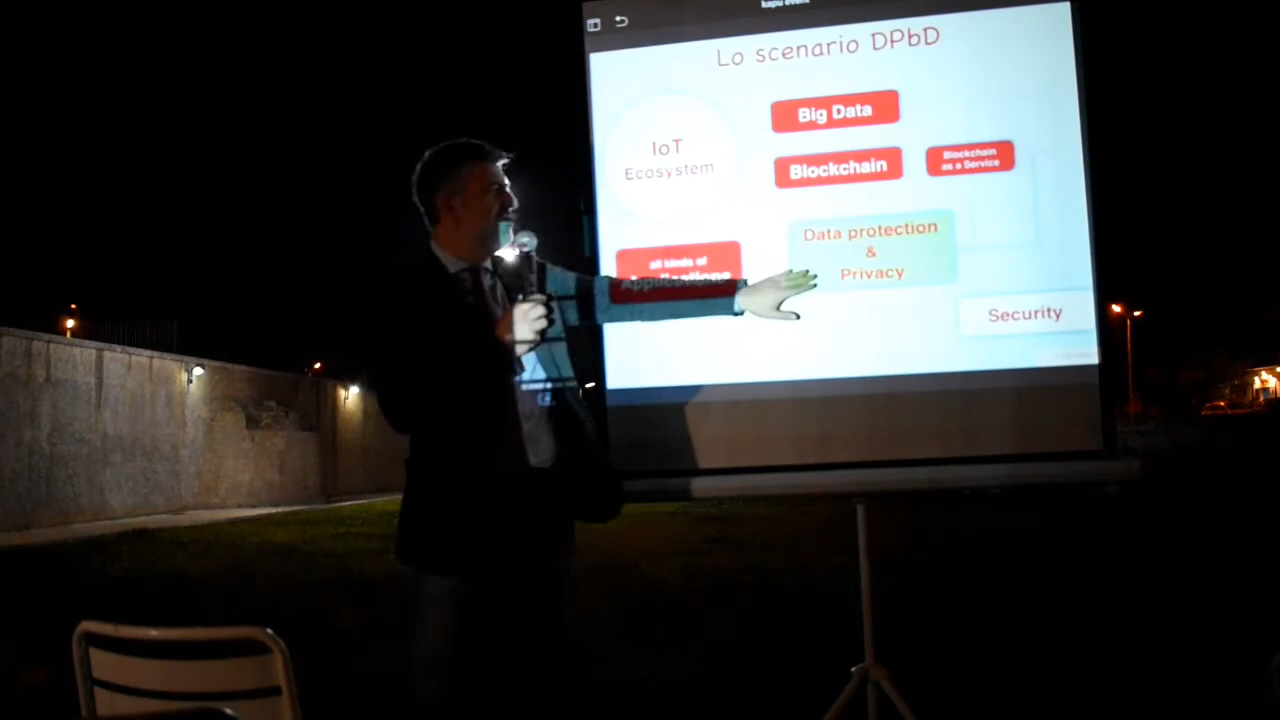 kapu event
Lo scenario DPbD
IoT
Ecosystem
Big Data
Blockchain
Blockchain
as a Service
all kinds of
Applications
Data protection
&
Privacy
Security